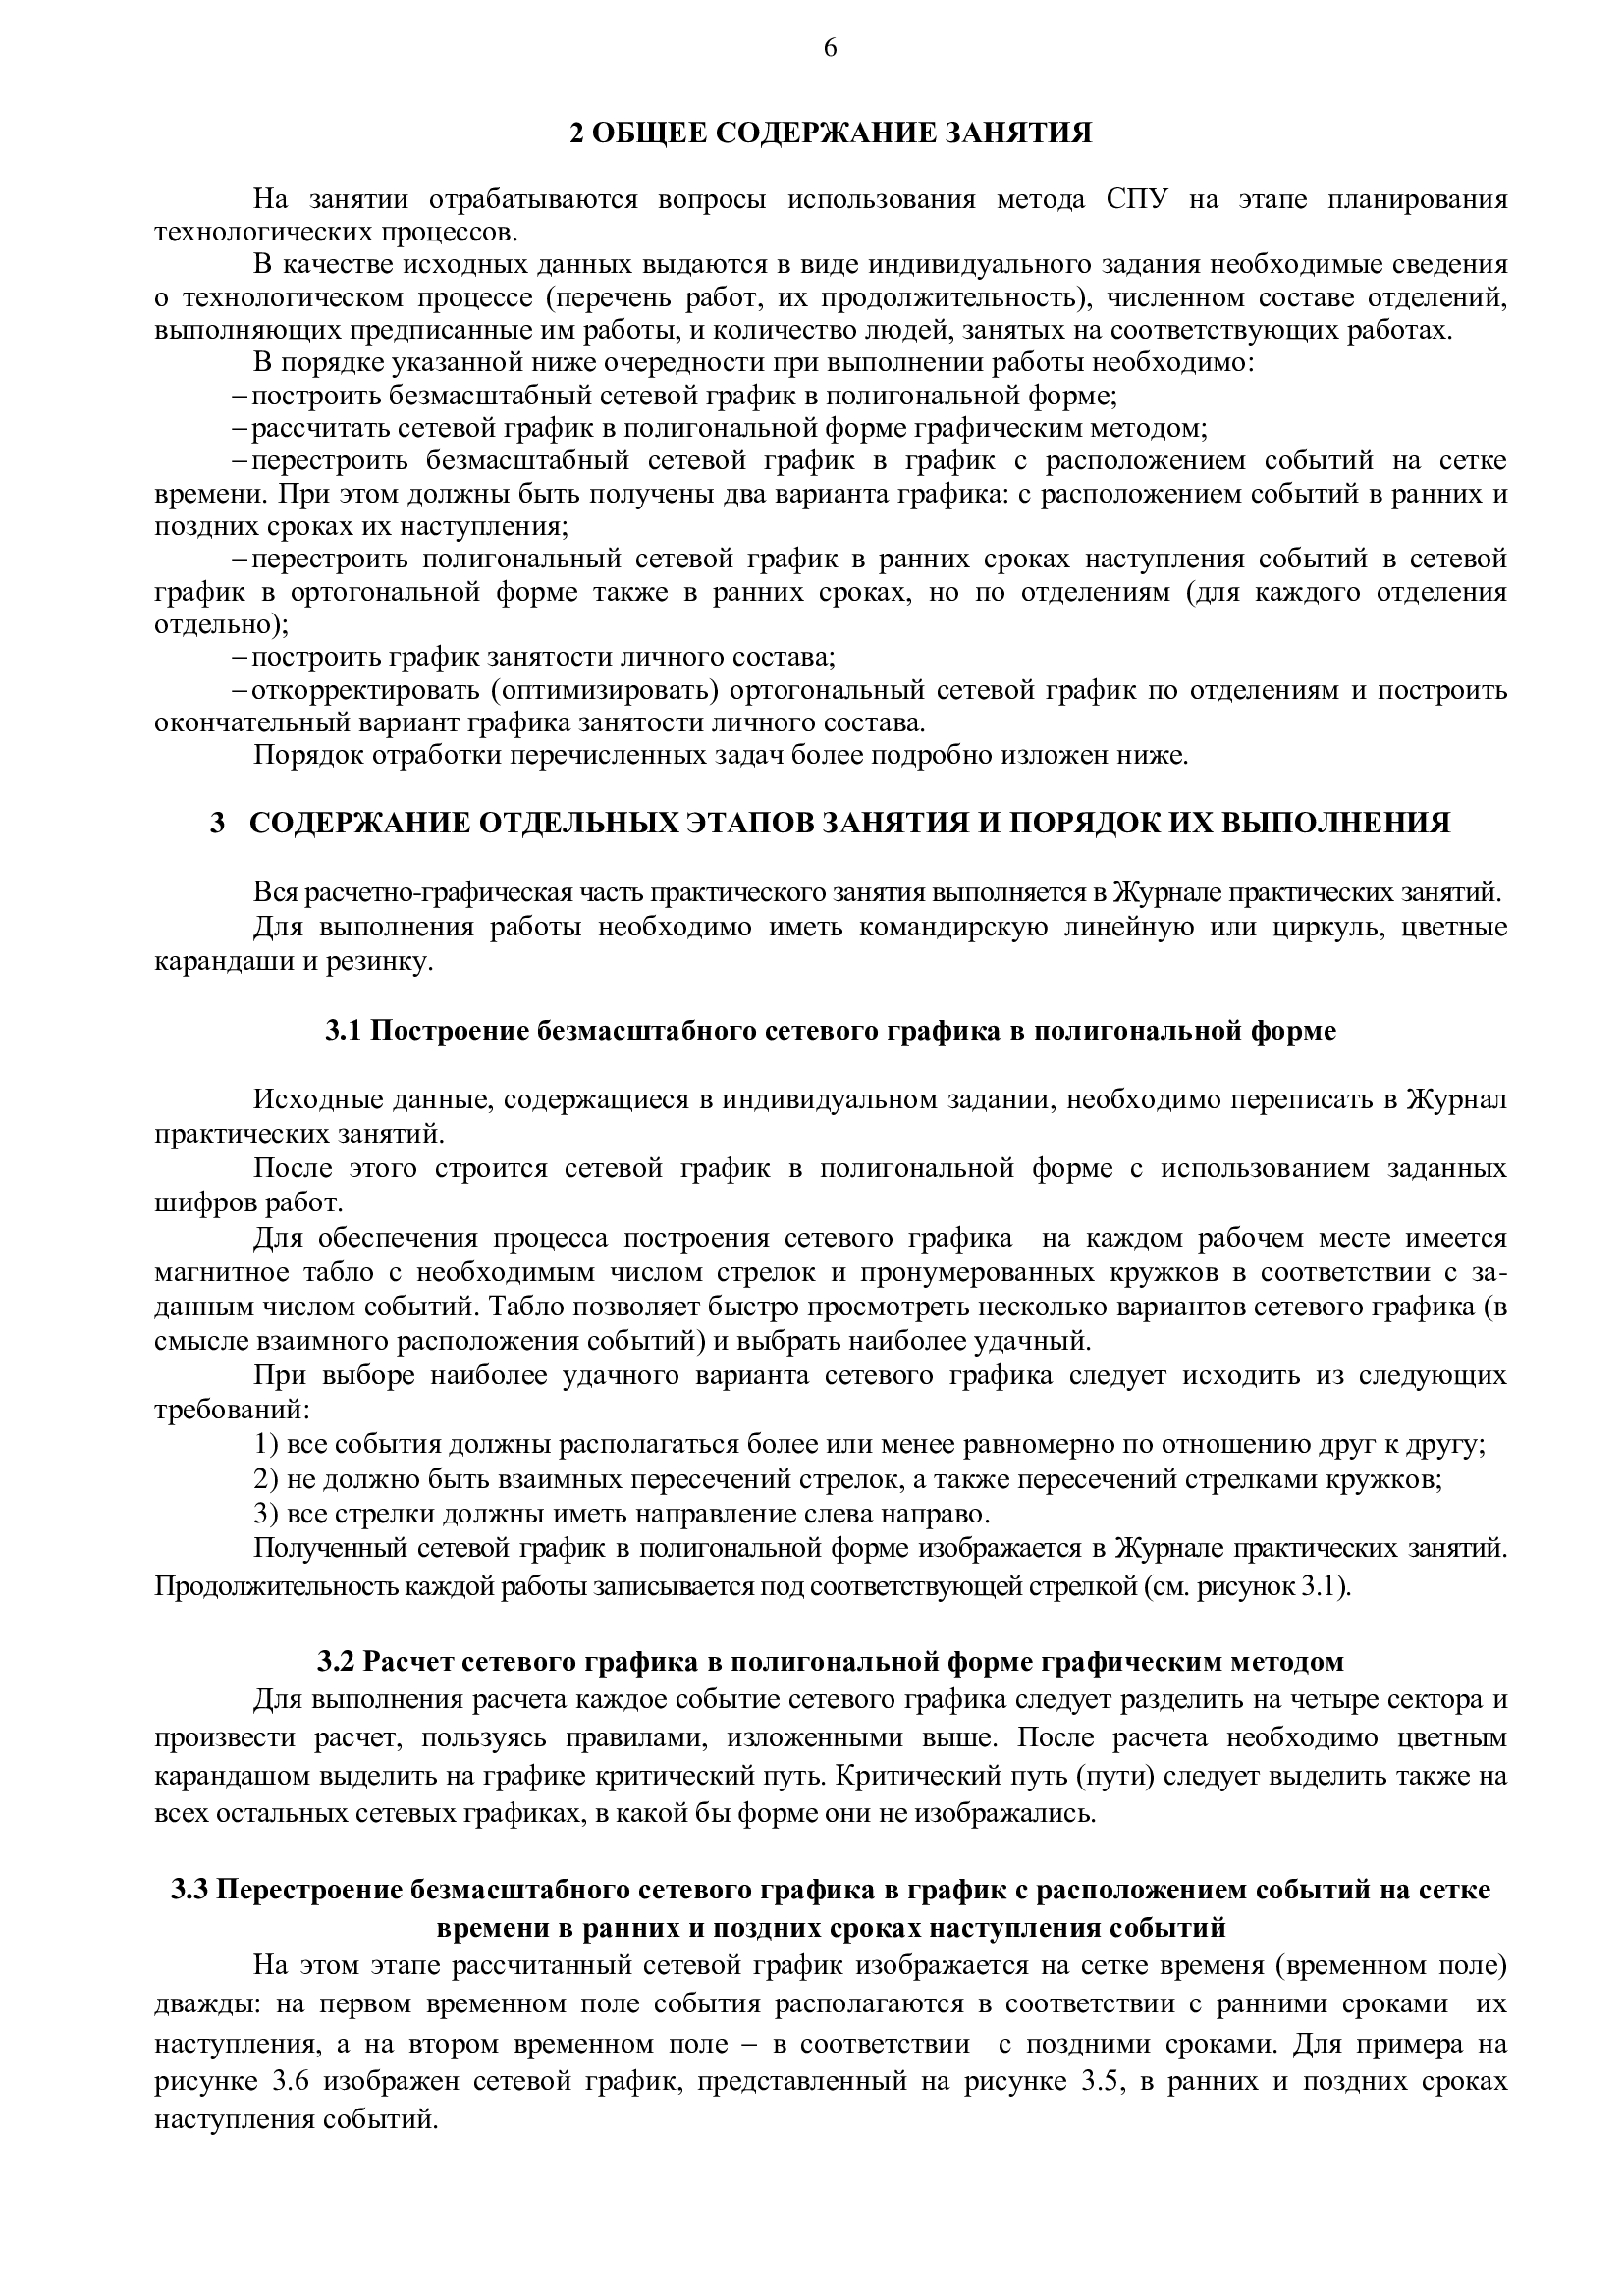 6
2 ОБЩЕЕ СОДЕРЖАНИЕ ЗАНЯТИЯ
На занятии отрабатываются вопросы использования метода СПУ на этапе планирования
технологических процессов.
В качестве исходных данных выдаются в виде индивидуального задания необходимые сведения
о технологическом процессе (перечень работ, их продолжительность), численном составе отделений,
выполняющих предписанные им работы, и количество людей, занятых на соответствующих работах.
В порядке указанной ниже очередности при выполнении работы необходимо:
–построить безмасштабный сетевой график в полигональной форме;
–рассчитать сетевой график в полигональной форме графическим методом;
–перестроить безмасштабный сетевой график в график с расположением событий на сетке
времени. При этом должны быть получены два варианта графика: с расположением событий в ранних и
поздних сроках их наступления;
–перестроить полигональный сетевой график в ранних сроках наступления событий в сетевой
график в ортогональной форме также в ранних сроках, но по отделениям (для каждого отделения
отдельно);
–построить график занятости личного состава;
–откорректировать (оптимизировать) ортогональный сетевой график по отделениям и построить
окончательный вариант графика занятости личного состава.
Порядок отработки перечисленных задач более подробно изложен ниже.
3 СОДЕРЖАНИЕ ОТДЕЛЬНЫХ ЭТАПОВ ЗАНЯТИЯ И ПОРЯДОК ИХ ВЫПОЛНЕНИЯ
Вся расчетно-графическая часть практического занятия выполняется в Журнале практических занятий.
Для выполнения работы необходимо иметь командирскую линейную или циркуль, цветные
карандаши и резинку.
3.1 Построение безмасштабного сетевого графика в полигональной форме
Исходные данные, содержащиеся в индивидуальном задании, необходимо переписать в Журнал
практических занятий.
После этого строится сетевой график в полигональной форме с использованием заданных
шифров работ.
Для обеспечения процесса построения сетевого графика на каждом рабочем месте имеется
магнитное табло с необходимым числом стрелок и пронумерованных кружков в соответствии с за-
данным числом событий. Табло позволяет быстро просмотреть несколько вариантов сетевого графика (в
смысле взаимного расположения событий) и выбрать наиболее удачный.
При выборе наиболее удачного варианта сетевого графика следует исходить из следующих
требований:
1) все события должны располагаться более или менее равномерно по отношению друг к другу;
2) не должно быть взаимных пересечений стрелок, а также пересечений стрелками кружков;
3) все стрелки должны иметь направление слева направо.
Полученный сетевой график в полигональной форме изображается в Журнале практических занятий.
Продолжительность каждой работы записывается под соответствующей стрелкой (см. рисунок 3.1).
3.2 Расчет сетевого графика в полигональной форме графическим методом
Для выполнения расчета каждое событие сетевого графика следует разделить на четыре сектора и
произвести расчет, пользуясь правилами, изложенными выше. После расчета необходимо цветным
карандашом выделить на графике критический путь. Критический путь (пути) следует выделить также на
всех остальных сетевых графиках, в какой бы форме они не изображались.
3.3 Перестроение безмасштабного сетевого графика в график с расположением событий на сетке
времени в ранних и поздних сроках наступления событий
На этом этапе рассчитанный сетевой график изображается на сетке временя (временном поле)
дважды: на первом временном поле события располагаются в соответствии с ранними сроками их
наступления, а на втором временном поле – в соответствии с поздними сроками. Для примера на
рисунке 3.6 изображен сетевой график, представленный на рисунке 3.5, в ранних и поздних сроках
наступления событий.